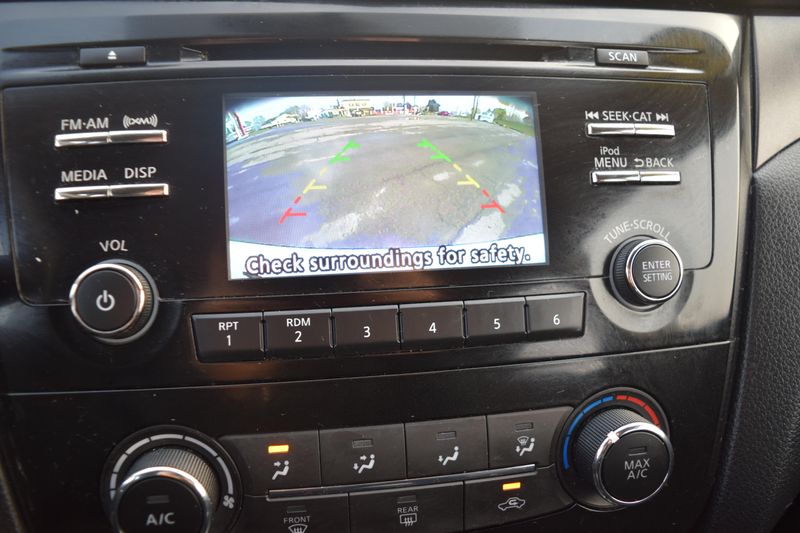 SCAN
FM·AM ((XM))
SEEK·CAT
iPod
MENU BACK
MEDIA DISP
VOL
TUNE·SCROLL
ENTER
SETTING
Check surroundings for safety.
RPT
1
RDM
2
3
4
5
6
MAX
A/C
A/C
FRONT
REAR